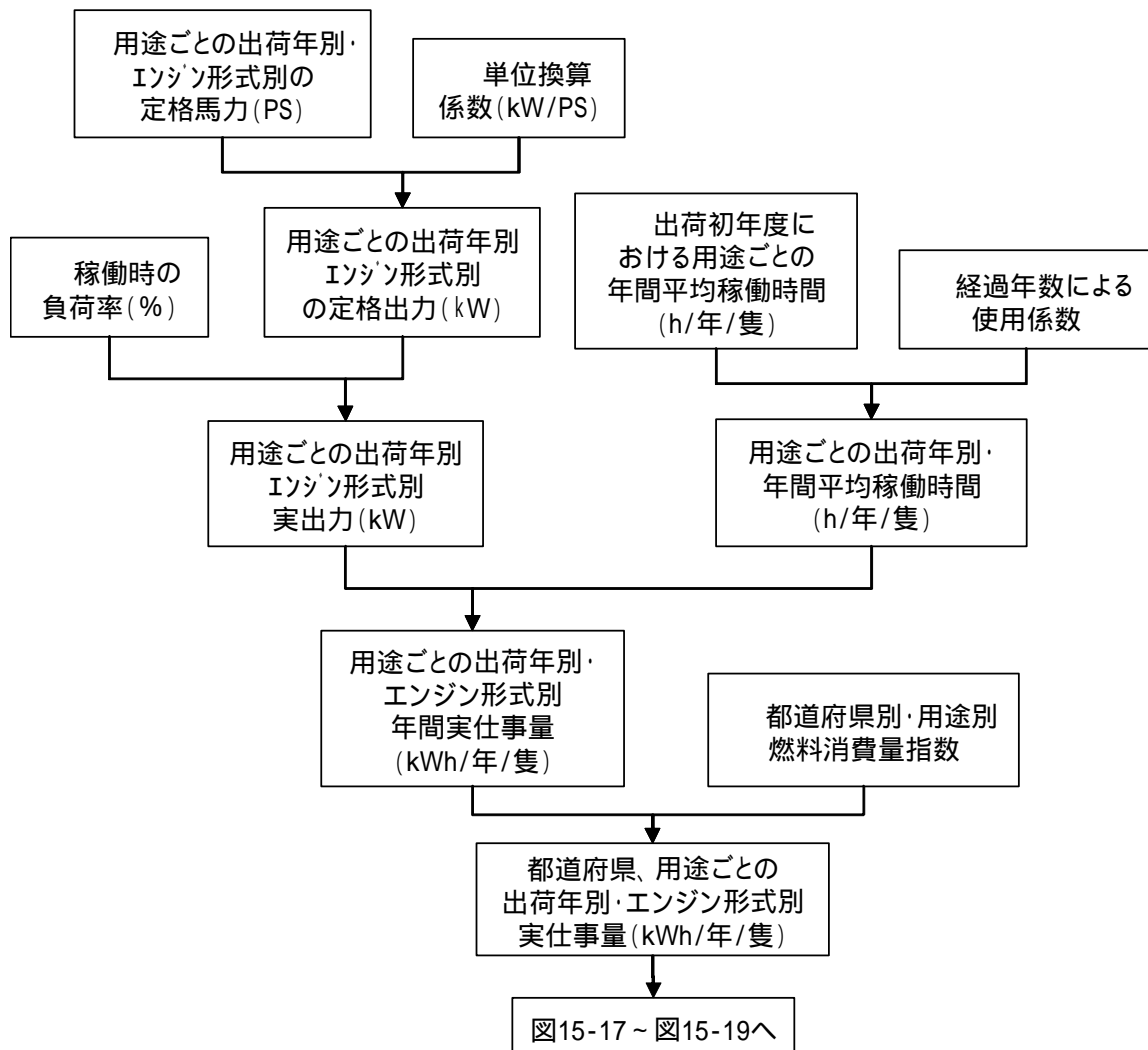 用途ごとの出荷年別・
エンジン形式別の
定格馬力(PS)
単位換算
係数(kW/PS)
稼働時の
負荷率(%)
用途ごとの出荷年別
エンジン形式別
の定格出力(kW)
出荷初年度に
おける用途ごとの
年間平均稼働時間
(h/年/隻)
経過年数による
使用係数
用途ごとの出荷年別
エンジン形式別
実出力(kW)
用途ごとの出荷年別・
年間平均稼働時間
(h/年/隻)
用途ごとの出荷年別・
エンジン形式別
年間実仕事量
(kWh/年/隻)
都道府県別・用途別
燃料消費量指数
都道府県、用途ごとの
出荷年別・エンジン形式別
実仕事量(kWh/年/隻)
図15-17~図15-19へ